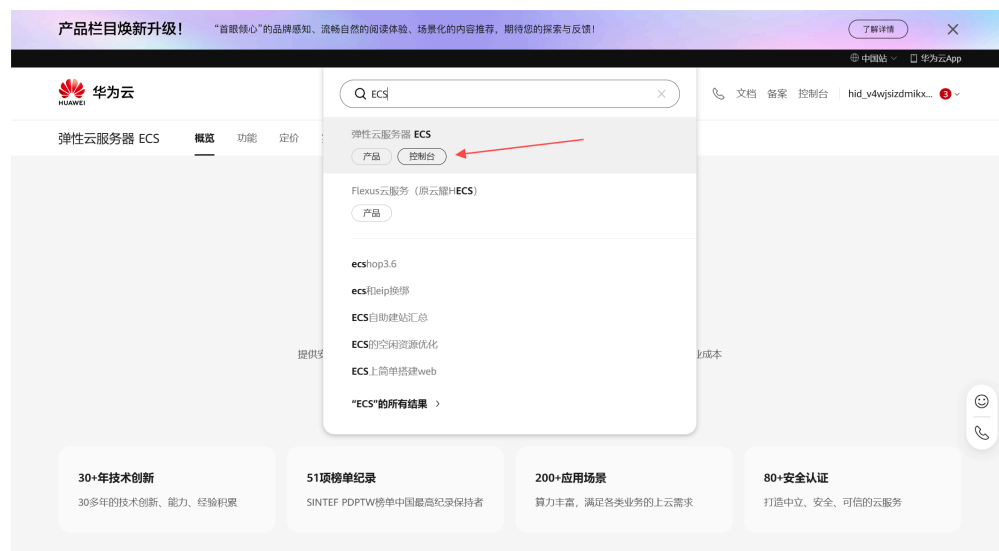 产品栏目焕新升级！ “首眼倾心”的品牌感知、流畅自然的阅读体验、场景化的内容推荐，期待您的探索与反馈！ 了解详情
中国站 华为云App
HUAWEI 华为云 ECS 文档 备案 控制台 hid_v4wjsizdmikx... 3
弹性云服务器 ECS 概览 功能 定价
弹性云服务器 ECS
产品 控制台
Flexus云服务（原云耀HECS）
产品
ecshop3.6
ecs和eip换绑
ECS自助建站汇总
ECS的空闲资源优化
提供 业成本
ECS上简单搭建web
“ECS”的所有结果
30+年技术创新 51项榜单纪录 200+应用场景 80+安全认证
30多年的技术创新、能力、经验积累 SINTEF PDPTW榜单中国最高纪录保持者 算力丰富，满足各类业务的上云需求 打造中立、安全、可信的云服务